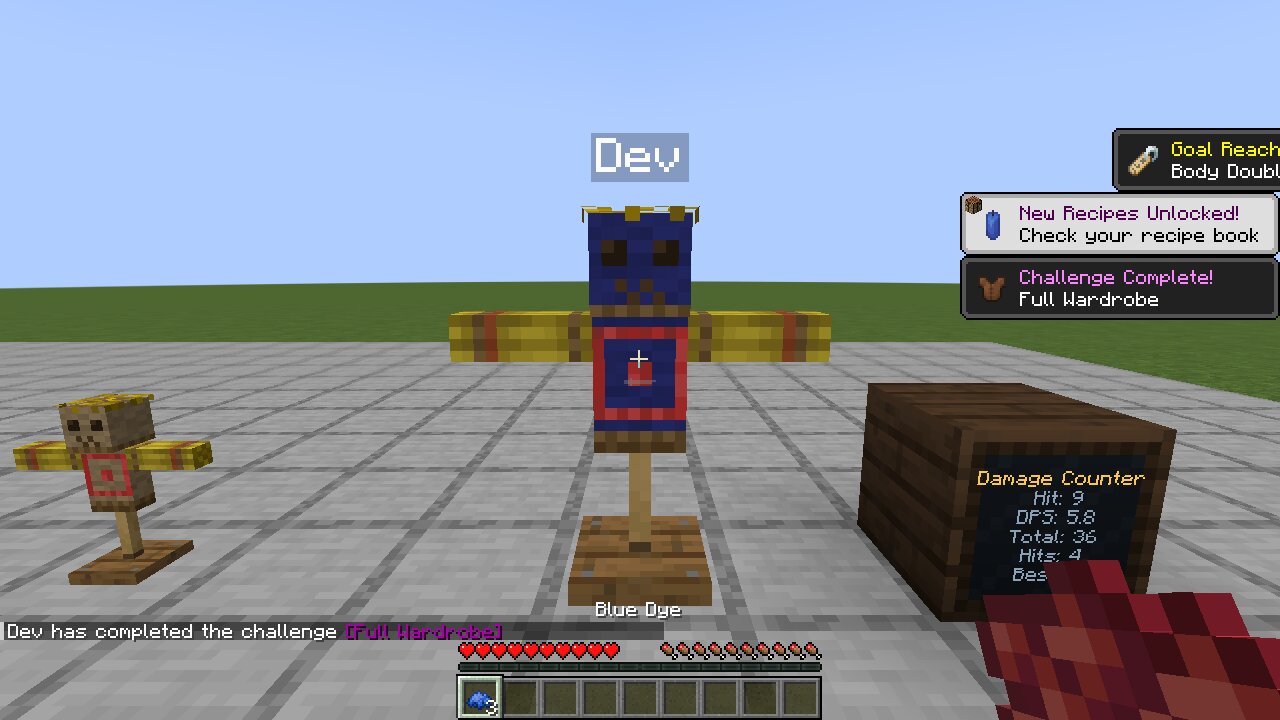 Dev
Goal Reach
Body Doubl
New Recipes Unlocked!
Check your recipe book
Challenge Complete!
Full Wardrobe
Damage Counter
Hit: 9
DPS: 5.8
Total: 36
Hits: 4
Bes
Blue Dye
Dev has completed the challenge [Full Wardrobe]
3